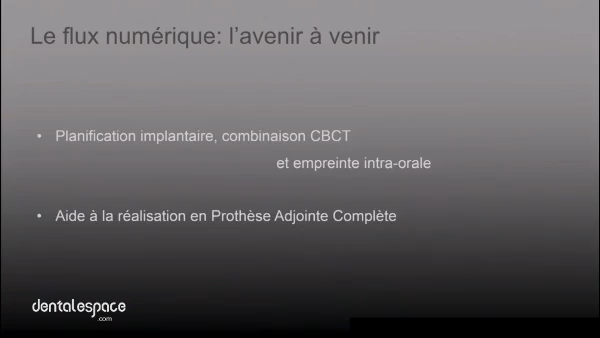 Le flux numérique: l'avenir à venir
• Planification implantaire, combinaison CBCT
et empreinte intra-orale
• Aide à la réalisation en Prothèse Adjointe Complète
dentalespace
.com